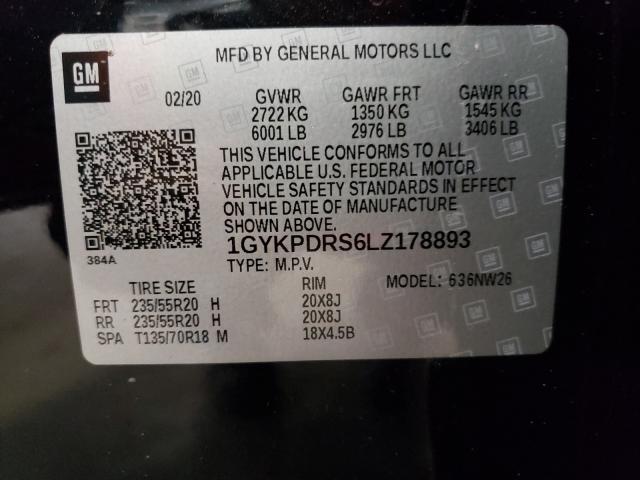 GM
MFD BY GENERAL MOTORS LLC
02/20 GVWR GAWR FRT GAWR RR
2722 KG 1350 KG 1545 KG
6001 LB 2976 LB 3406 LB
THIS VEHICLE CONFORMS TO ALL
APPLICABLE U.S. FEDERAL MOTOR
VEHICLE SAFETY STANDARDS IN EFFECT
ON THE DATE OF MANUFACTURE
SHOWN ABOVE.
384A
1GYKPDRS6LZ178893
TYPE: M.P.V. MODEL: 636NW26
TIRE SIZE RIM
FRT 235/55R20 H 20X8J
RR 235/55R20 H 20X8J
SPA T135/70R18 M 18X4.5B